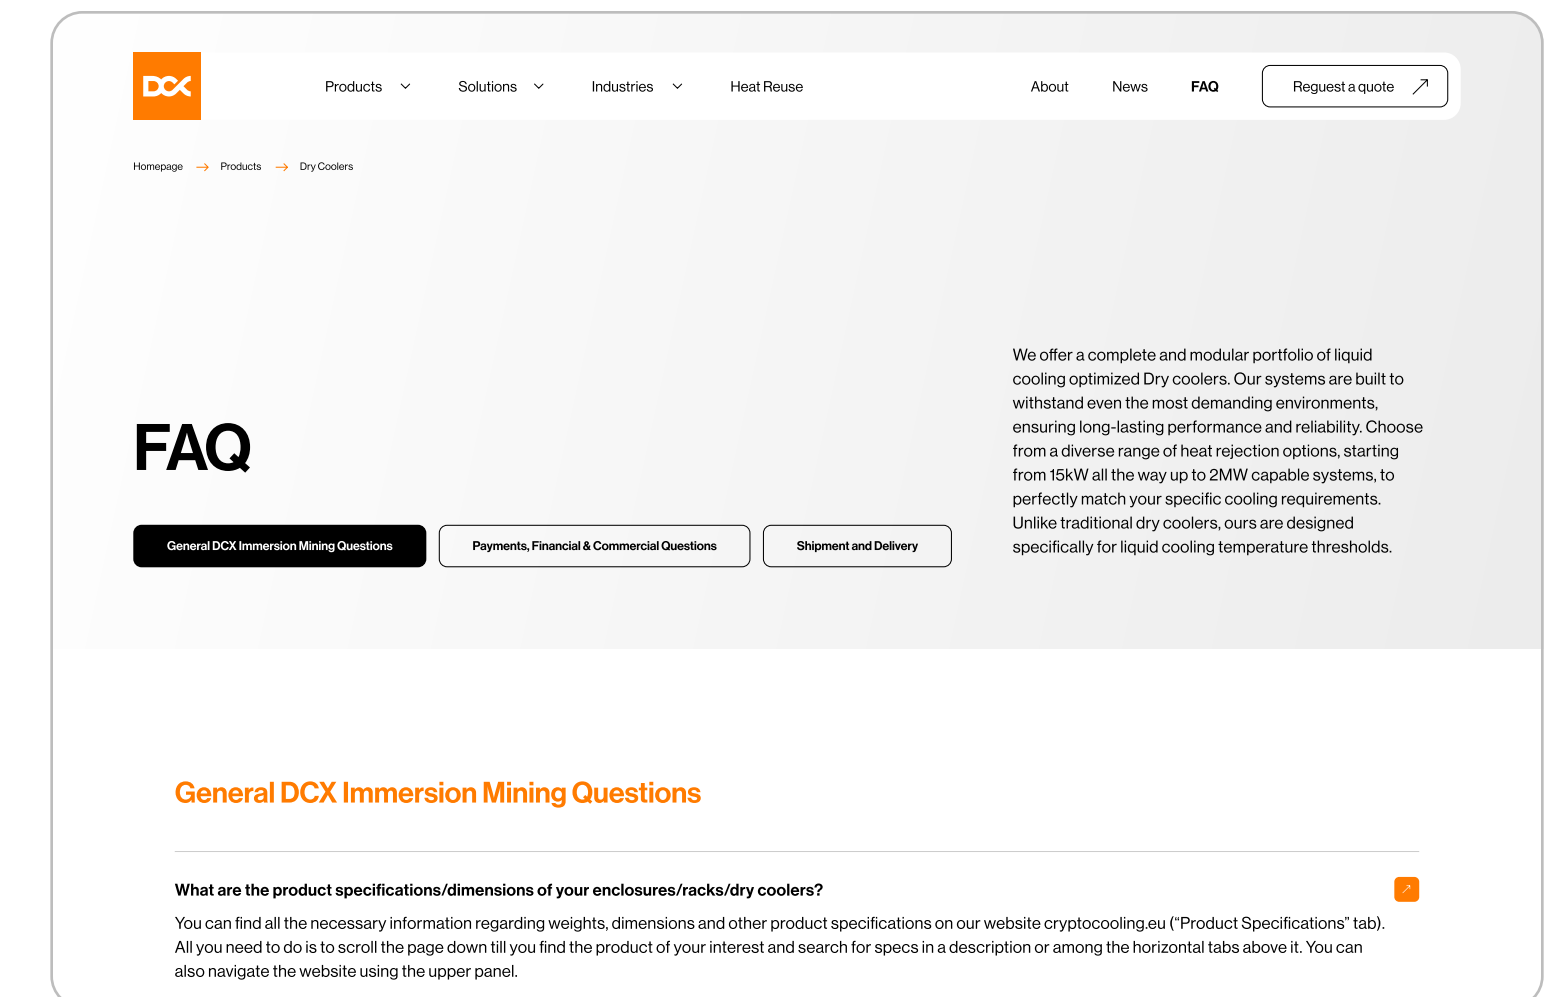 DCX
Products
Solutions
Industries
Heat Reuse
About
News
FAQ
Reguest a quote
Homepage
Products
Dry Coolers
FAQ
General DCX Immersion Mining Questions
Payments, Financial & Commercial Questions
Shipment and Delivery
We offer a complete and modular portfolio of liquid
cooling optimized Dry coolers. Our systems are built to
withstand even the most demanding environments,
ensuring long-lasting performance and reliability. Choose
from a diverse range of heat rejection options, starting
from 15kW all the way up to 2MW capable systems, to
perfectly match your specific cooling requirements.
Unlike traditional dry coolers, ours are designed
specifically for liquid cooling temperature thresholds.
General DCX Immersion Mining Questions
What are the product specifications/dimensions of your enclosures/racks/dry coolers?
You can find all the necessary information regarding weights, dimensions and other product specifications on our website cryptocooling.eu (“Product Specifications” tab).
All you need to do is to scroll the page down till you find the product of your interest and search for specs in a description or among the horizontal tabs above it. You can
also navigate the website using the upper panel.